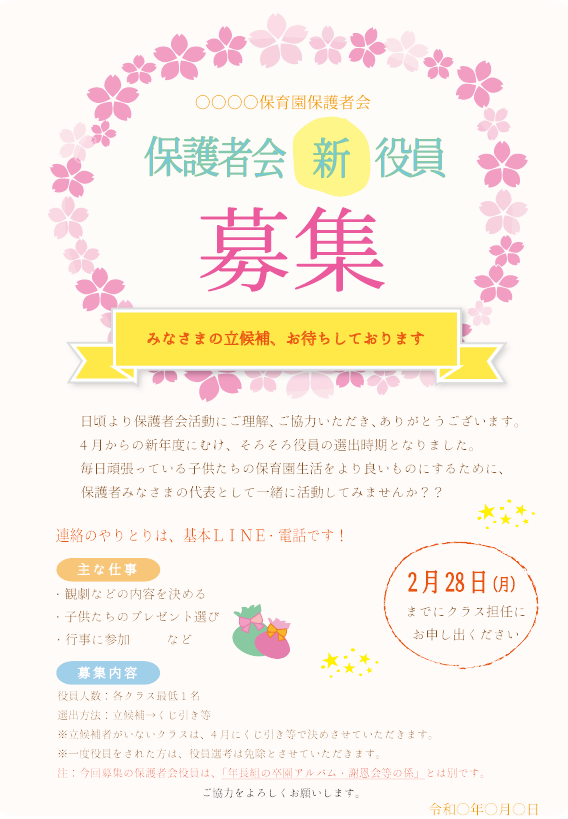 〇〇〇〇保育園保護者会
保護者会 新 役員
募集
みなさまの立候補、お待ちしております
日頃より保護者会活動にご理解、ご協力いただき、ありがとうございます。
４月からの新年度にむけ、そろそろ役員の選出時期となりました。
毎日頑張っている子供たちの保育園生活をより良いものにするために、
保護者みなさまの代表として一緒に活動してみませんか？？
連絡のやりとりは、基本ＬＩＮＥ・電話です！
主な仕事
・観劇などの内容を決める
・子供たちのプレゼント選び
・行事に参加　　など
2月28日(月)
までにクラス担任に
お申し出ください
募集内容
役員人数：各クラス最低１名
選出方法：立候補→くじ引き等
※立候補者がいないクラスは、４月にくじ引き等で決めさせていただきます。
※一度役員をされた方は、役員選考は免除とさせていただきます。
注：今回募集の保護者会役員は、「年長組の卒園アルバム・謝恩会等の係」とは別です。
ご協力をよろしくお願いします。
令和〇年〇月〇日